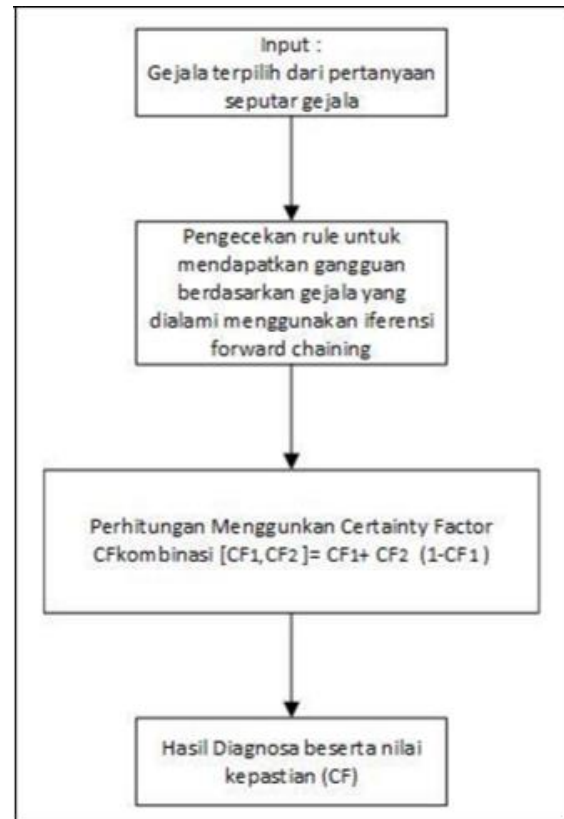 Input :
Gejala terpilih dari pertanyaan
seputar gejala
Pengecekan rule untuk
mendapatkan gangguan
berdasarkan gejala yang
dialami menggunakan iferensi
forward chaining
Perhitungan Menggunkan Certainty Factor
CFkombinasi [CF1,CF2]= CF1+ CF2 (1-CF1 )
Hasil Diagnosa beserta nilai
kepastian (CF)